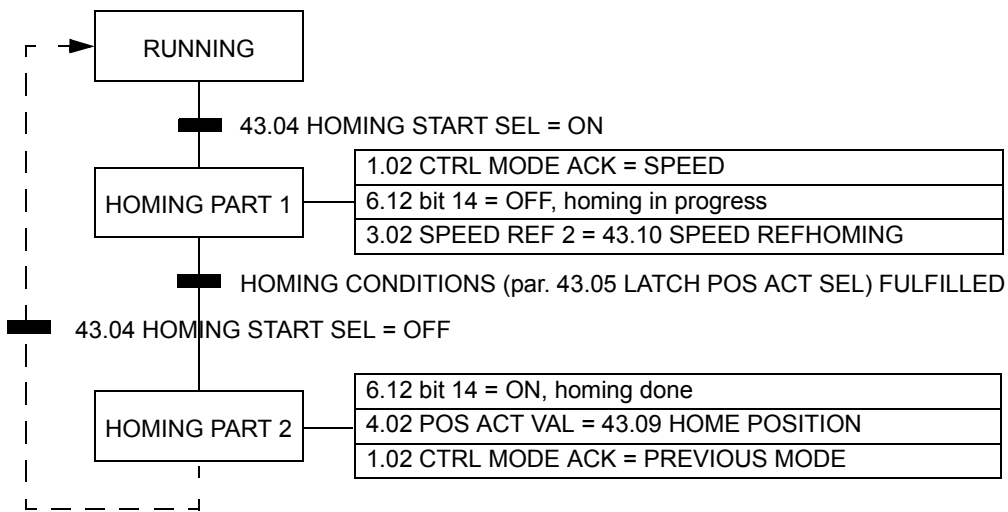 RUNNING
43.04 HOMING START SEL = ON
HOMING PART 1
1.02 CTRL MODE ACK = SPEED
6.12 bit 14 = OFF, homing in progress
3.02 SPEED REF 2 = 43.10 SPEED REFHOMING
HOMING CONDITIONS (par. 43.05 LATCH POS ACT SEL) FULFILLED
43.04 HOMING START SEL = OFF
HOMING PART 2
6.12 bit 14 = ON, homing done
4.02 POS ACT VAL = 43.09 HOME POSITION
1.02 CTRL MODE ACK = PREVIOUS MODE